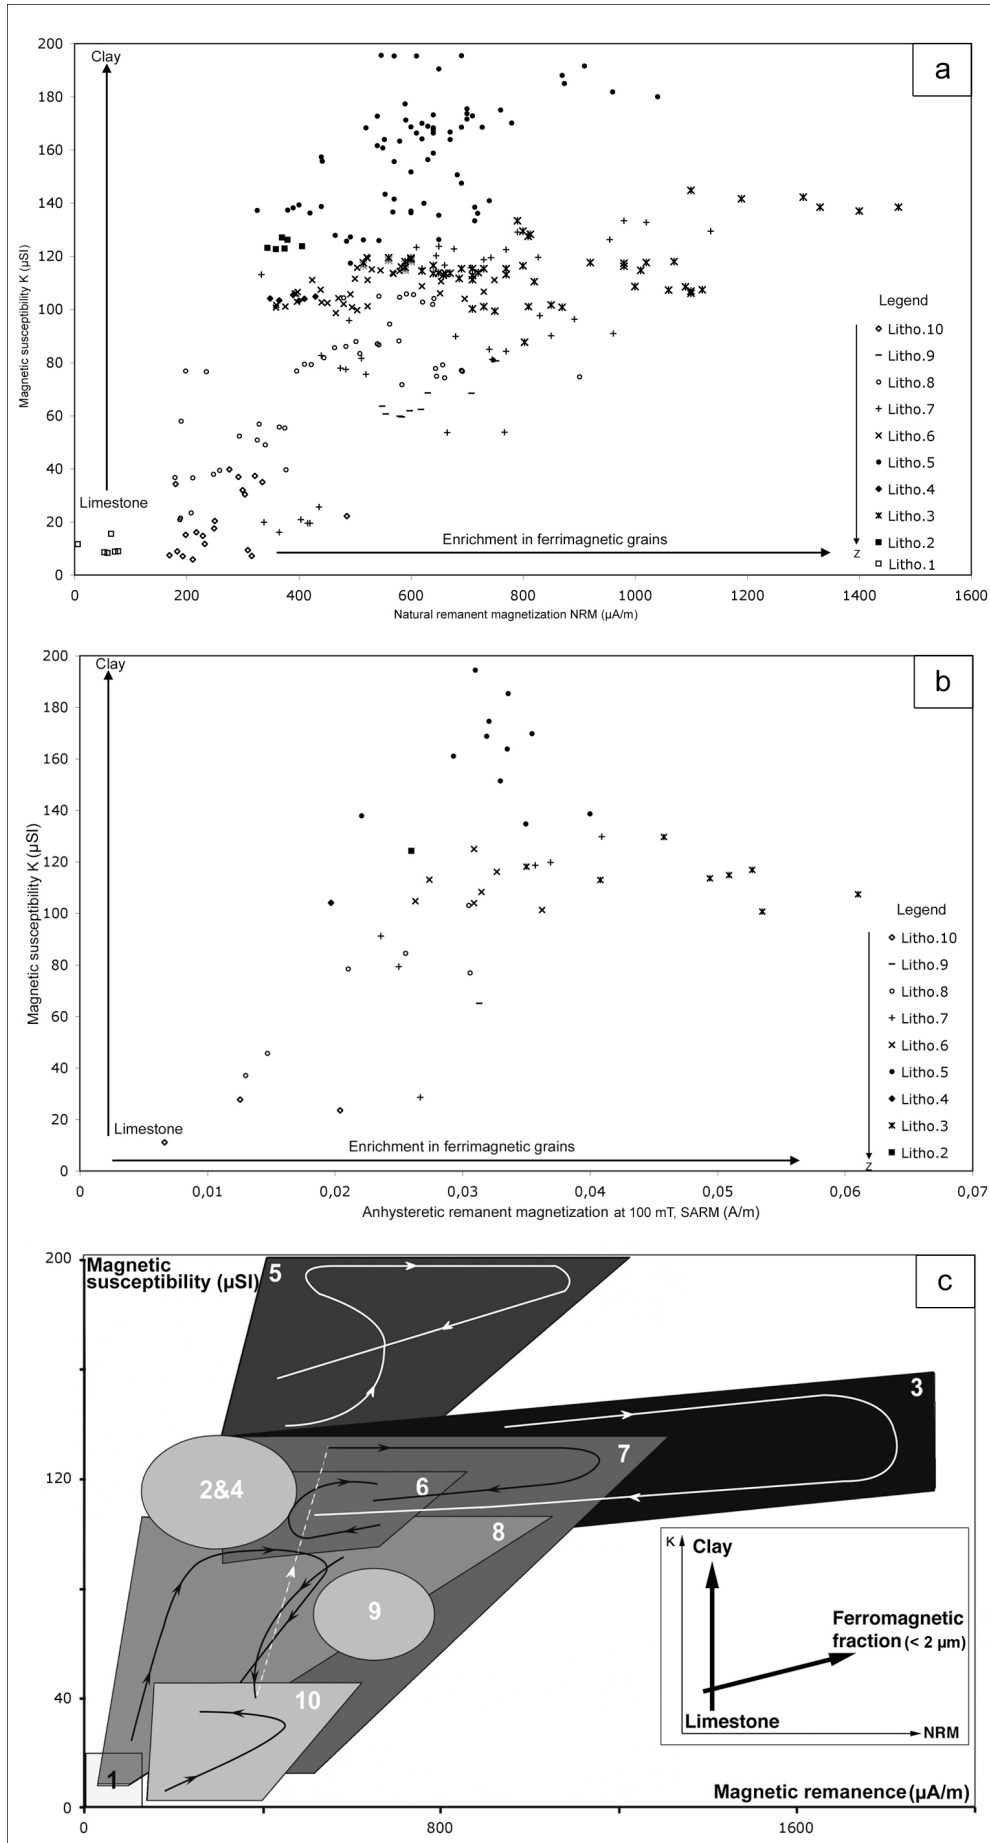 a
200
180
160
140
120
100
80
60
40
20
0
Magnetic susceptibility K (µSI)
Clay
Limestone
Enrichment in ferrimagnetic grains
Legend
Litho.10
Litho.9
Litho.8
Litho.7
Litho.6
Litho.5
Litho.4
Litho.3
Litho.2
Litho.1
z
0 200 400 600 800 1000 1200 1400 1600
Natural remanent magnetization NRM (µA/m)
b
200
180
160
140
120
100
80
60
40
20
0
Magnetic susceptibility K (µSI)
Clay
Limestone
Enrichment in ferrimagnetic grains
Legend
Litho.10
Litho.9
Litho.8
Litho.7
Litho.6
Litho.5
Litho.4
Litho.3
Litho.2
z
0 0,01 0,02 0,03 0,04 0,05 0,06 0,07
Anhysteretic remanent magnetization at 100 mT, SARM (A/m)
c
Magnetic
susceptibility (µSI)
200
120
40
0
5
3
7
2&4
6
8
9
10
1
K
Clay
Ferromagnetic
fraction (< 2 µm)
Limestone
NRM
Magnetic remanence (µA/m)
0 800 1600